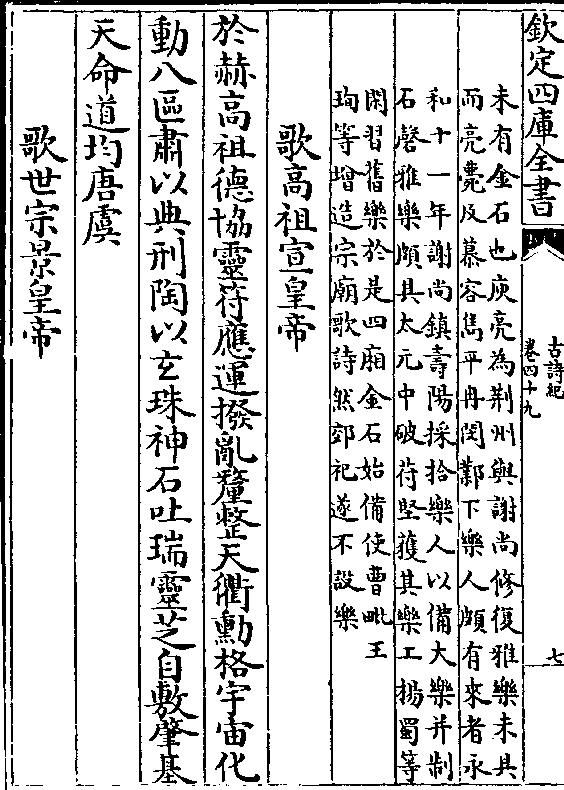 欽定四庫全書
古詩紀
卷四十九
七
未有金石也庾亮為荆州與謝尚修復雅樂未具
而亮薨及慕容雋平冉閔鄴下樂人頗有來者永
和十一年謝尚鎮壽陽採拾樂人以備大樂并制
石磬雅樂頗具太元中破苻堅獲其樂工揚蜀等
閑習舊樂於是四廂金石始備使曹毗王
珣等增造宗廟歌詩然郊祀遂不設樂
歌高祖宣皇帝
於赫高祖德協靈符應運撥亂釐整天衢勳格宇宙化
動八區肅以典刑陶以玄珠神石吐瑞靈芝自敷肇基
天命道均唐虞
歌世宗景皇帝